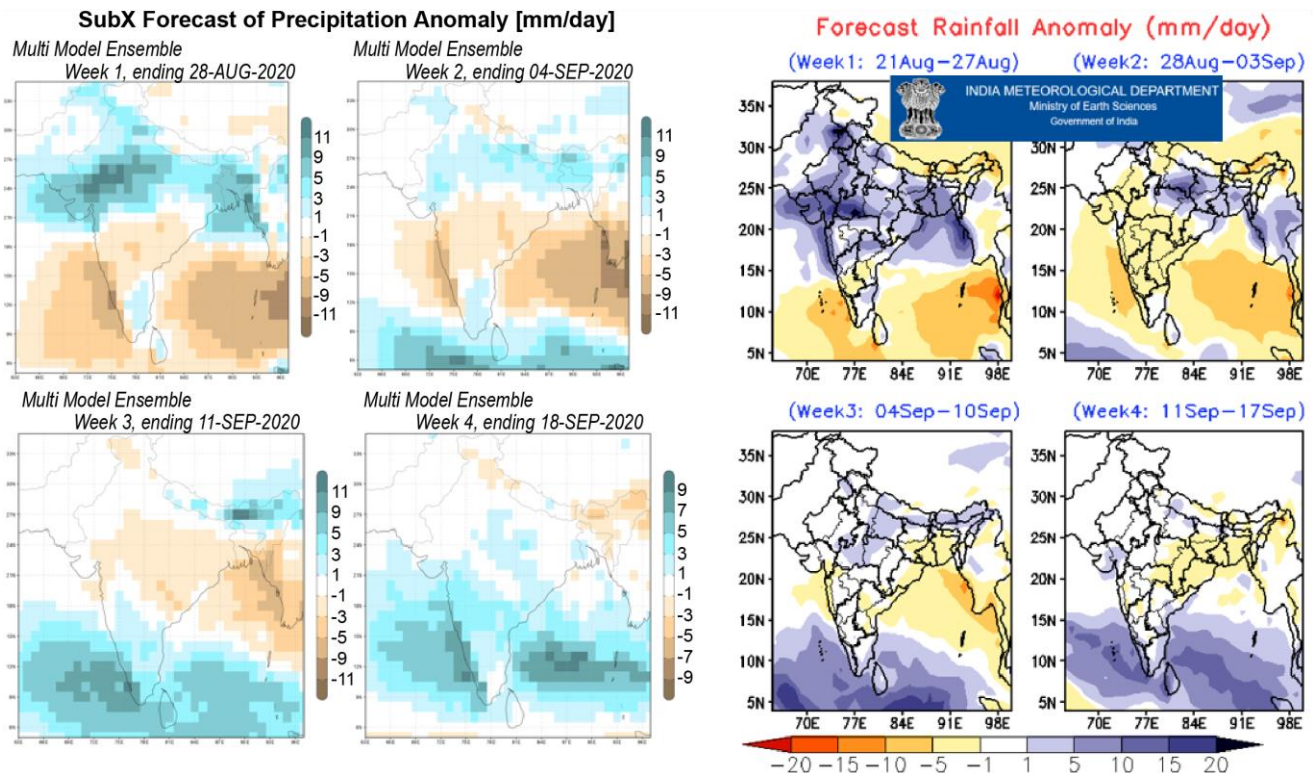 SubX Forecast of Precipitation Anomaly [mm/day]
Multi Model Ensemble
Week 1, ending 28-AUG-2020
11
9
5
3
1
-1
-3
-5
-9
-11
Multi Model Ensemble
Week 2, ending 04-SEP-2020
11
9
5
3
1
-1
-3
-5
-9
-11
Multi Model Ensemble
Week 3, ending 11-SEP-2020
11
9
5
3
1
-1
-3
-5
-9
-11
Multi Model Ensemble
Week 4, ending 18-SEP-2020
9
7
5
3
1
-1
-3
-5
-7
-9
Forecast Rainfall Anomaly (mm/day)
(Week1: 21Aug-27Aug)
(Week2: 28Aug-03Sep)
INDIA METEOROLOGICAL DEPARTMENT
Ministry of Earth Sciences
Government of India
35N
30N
25N
20N
15N
10N
5N
70E 77E 84E 91E 98E
35N
30N
25N
20N
15N
10N
5N
70E 77E 84E 91E 98E
(Week3: 04Sep-10Sep)
(Week4: 11Sep-17Sep)
35N
30N
25N
20N
15N
10N
5N
70E 77E 84E 91E 98E
35N
30N
25N
20N
15N
10N
5N
70E 77E 84E 91E 98E
-20 -15 -10 -5 -1 1 5 10 15 20